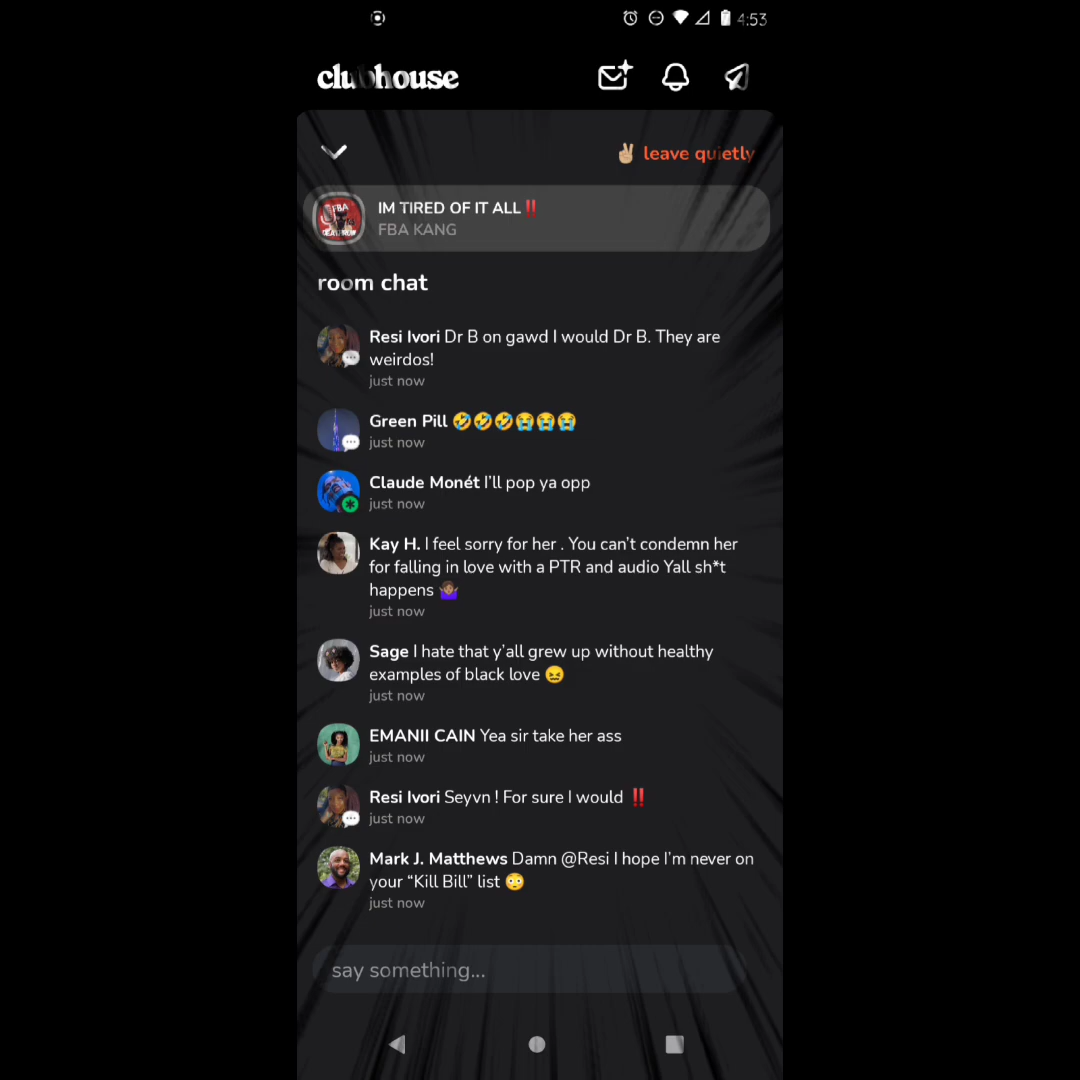 4:53
clubhouse
✌🏼 leave quietly
IM TIRED OF IT ALL‼️
FBA KANG
room chat
Resi Ivori Dr B on gawd I would Dr B. They are
weirdos!
just now
Green Pill 🤣🤣🤣😭😭😭
just now
Claude Monét I’ll pop ya opp
just now
Kay H. I feel sorry for her . You can’t condemn her
for falling in love with a PTR and audio Yall sh*t
happens 🤷🏽‍♀️
just now
Sage I hate that y’all grew up without healthy
examples of black love 😖
just now
EMANII CAIN Yea sir take her ass
just now
Resi Ivori Seyvn ! For sure I would ‼️
just now
Mark J. Matthews Damn @Resi I hope I’m never on
your “Kill Bill” list 😳
just now
say something...